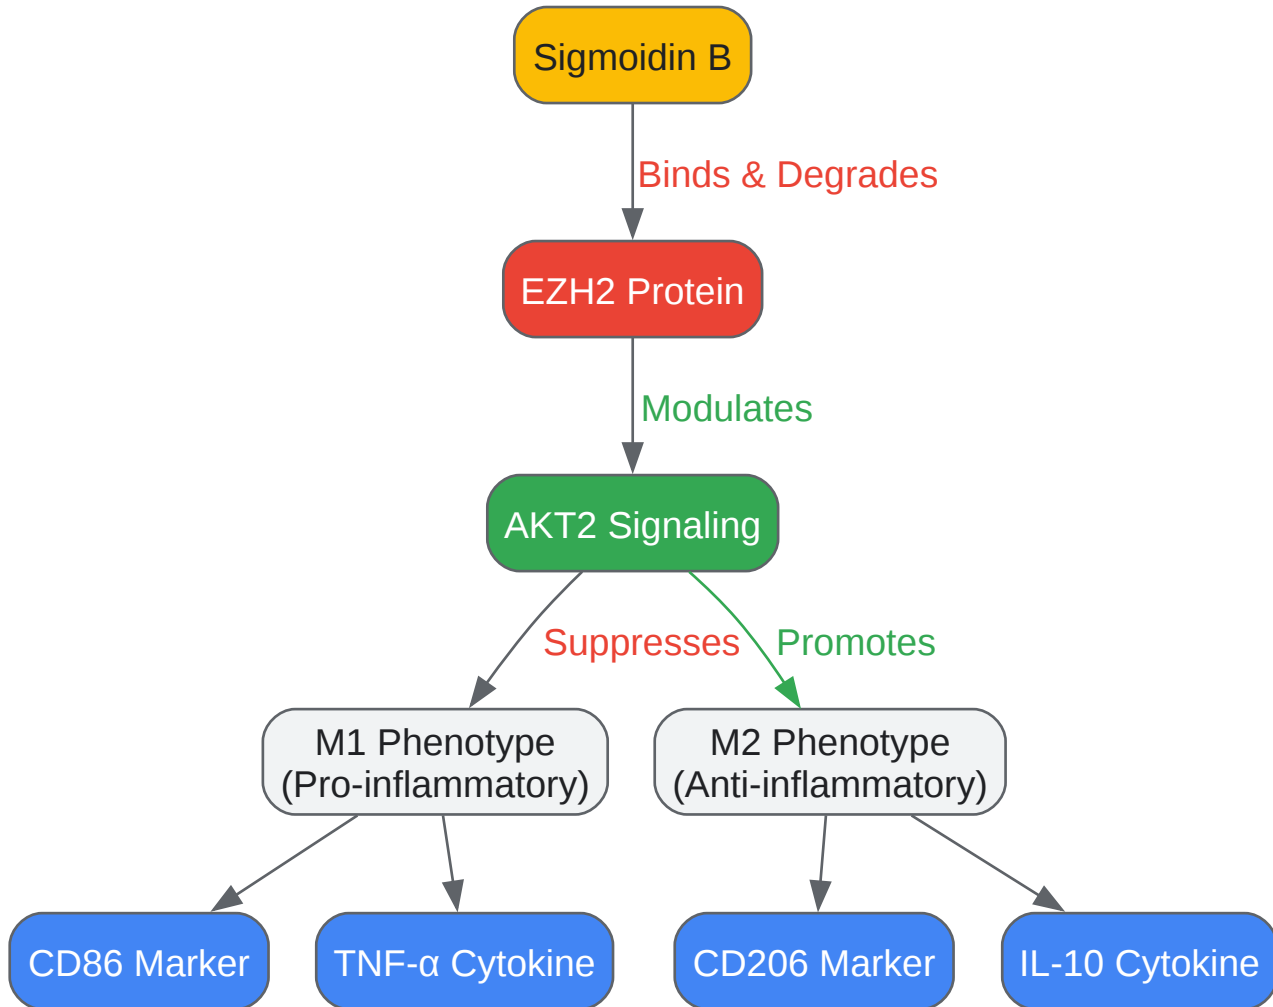 Sigmoidin B
Binds & Degrades
EZH2 Protein
Modulates
AKT2 Signaling
Suppresses
Promotes
M1 Phenotype
(Pro-inflammatory)
M2 Phenotype
(Anti-inflammatory)
CD86 Marker
TNF-α Cytokine
CD206 Marker
IL-10 Cytokine